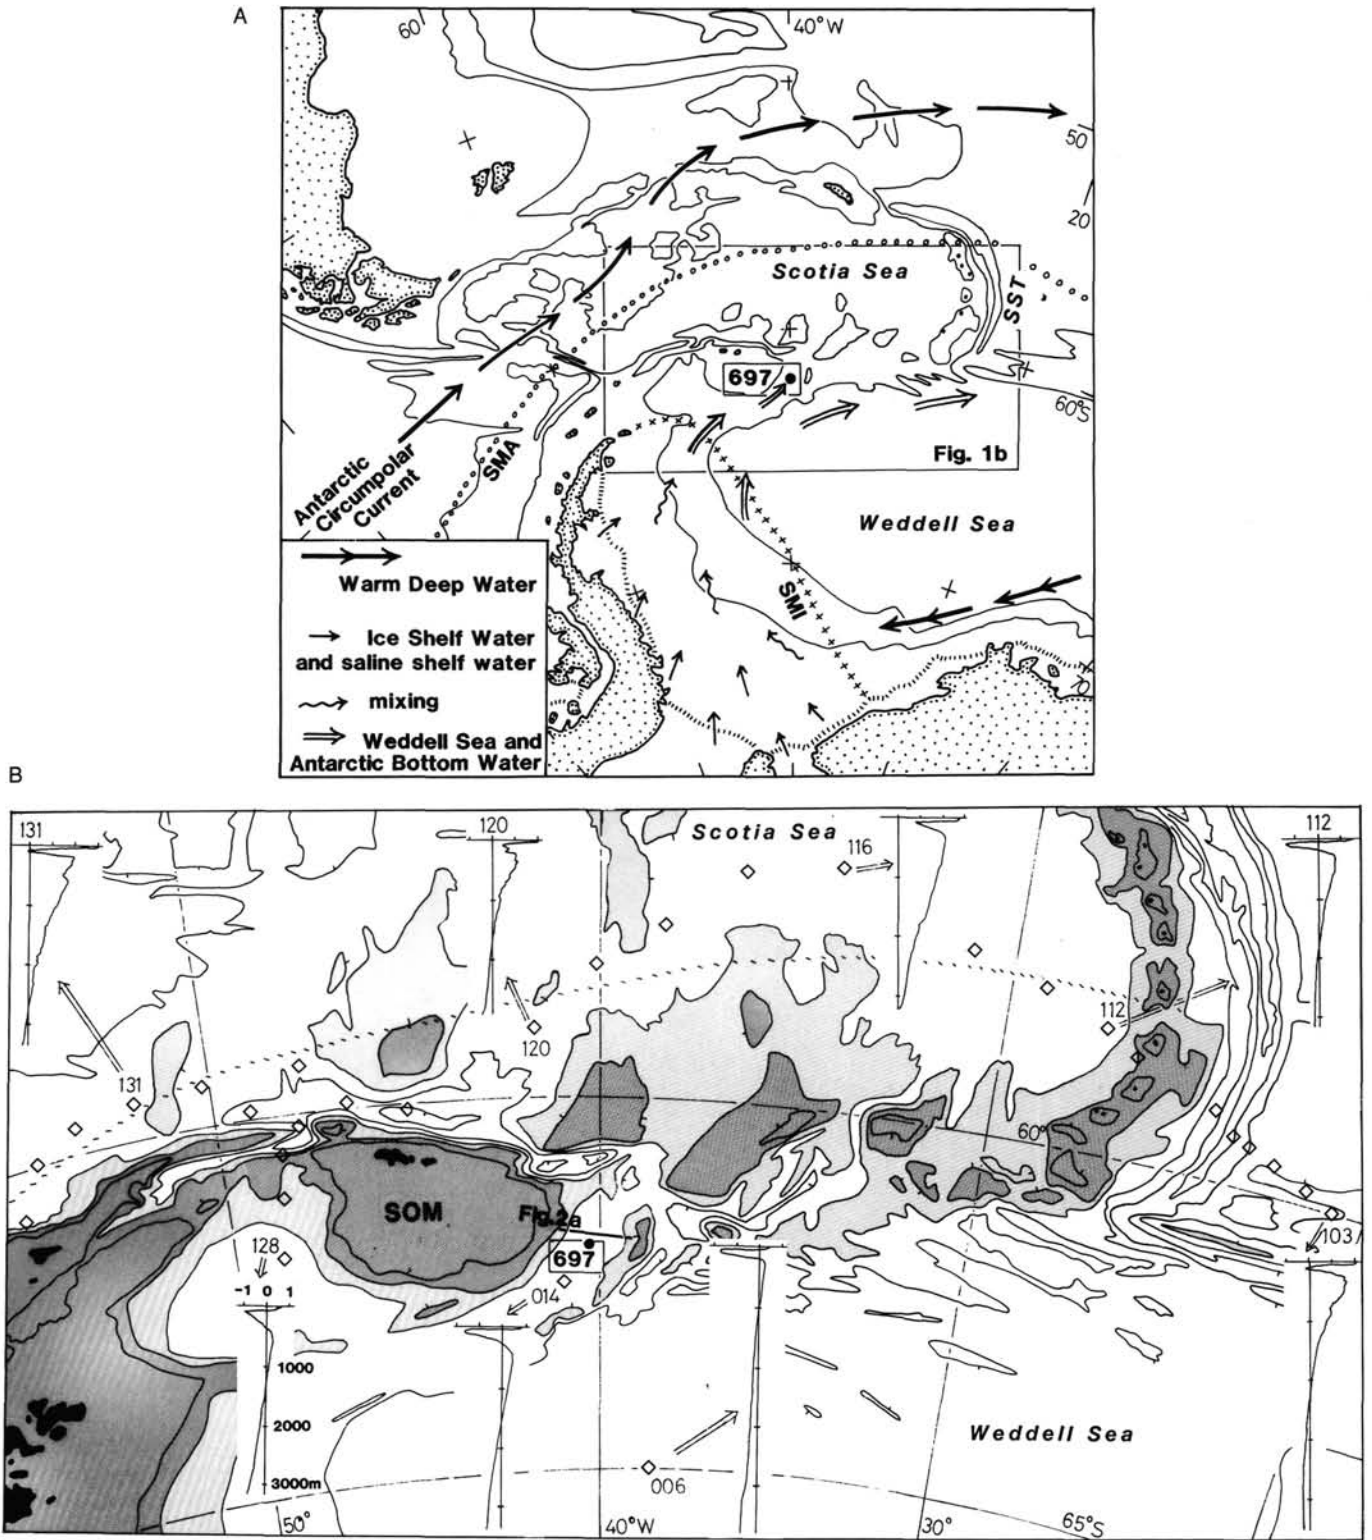 A
60
40°W
50
20
Scotia Sea
SST
697
60°S
SMA
Fig. 1b
Antarctic
Circumpolar
Current
Weddell Sea
SMI
Warm Deep Water
Ice Shelf Water
and saline shelf water
mixing
Weddell Sea and
Antarctic Bottom Water
70
B
131
120
Scotia Sea
116
112
112
120
131
60°
SOM
Fig.2a
697
103
128
-1 0 1
014
1000
2000
Weddell Sea
3000m
006
50°
40°W
30°
65°S